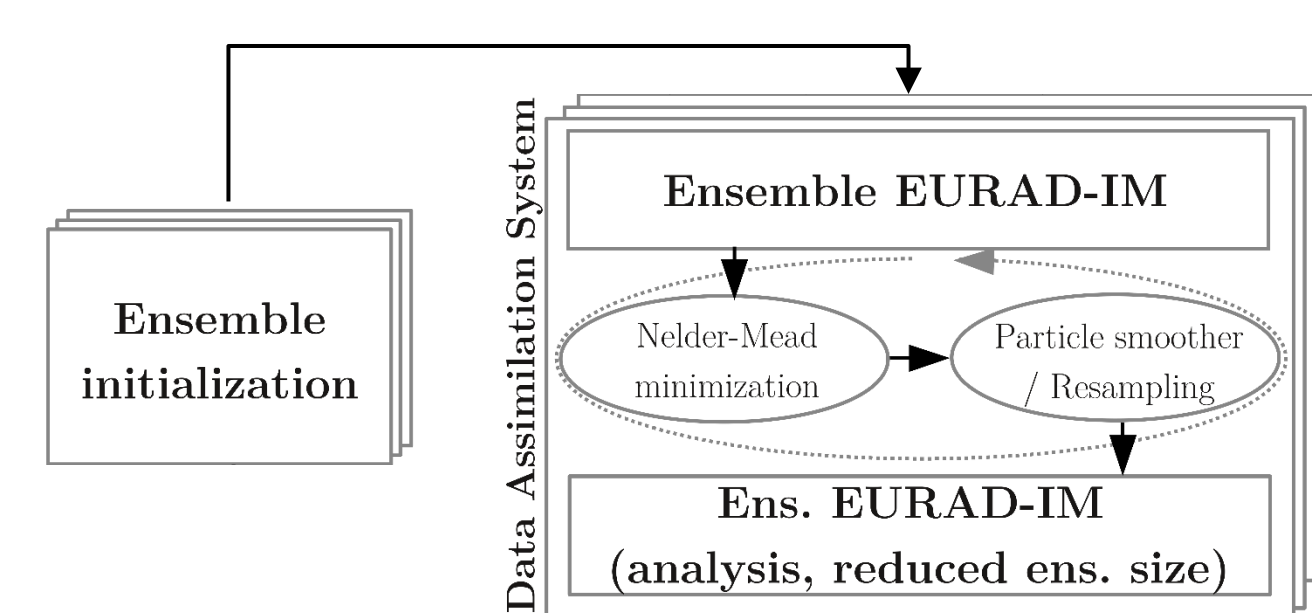 Ensemble
initialization
Data Assimilation System
Ensemble EURAD-IM
Nelder-Mead
minimization
Particle smoother
/ Resampling
Ens. EURAD-IM
(analysis, reduced ens. size)